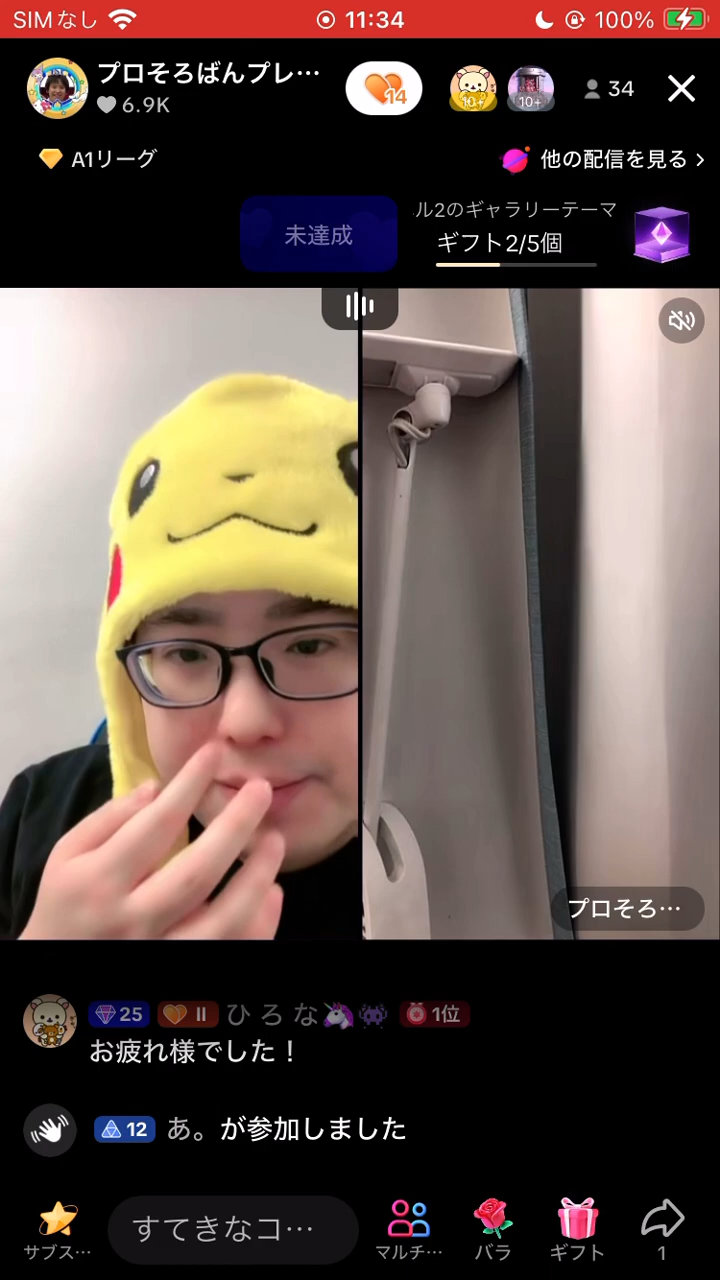 SIMなし 11:34 100%
プロそろばんプレ…
6.9K
14
10+
10+
34
A1リーグ
他の配信を見る
未達成
ル2のギャラリーテーマ
ギフト2/5個
プロそろ…
25 II ひ ろ な 1位
お疲れ様でした！
12 あ。が参加しました
サブス…
すてきなコ…
マルチ…
バラ
ギフト
1